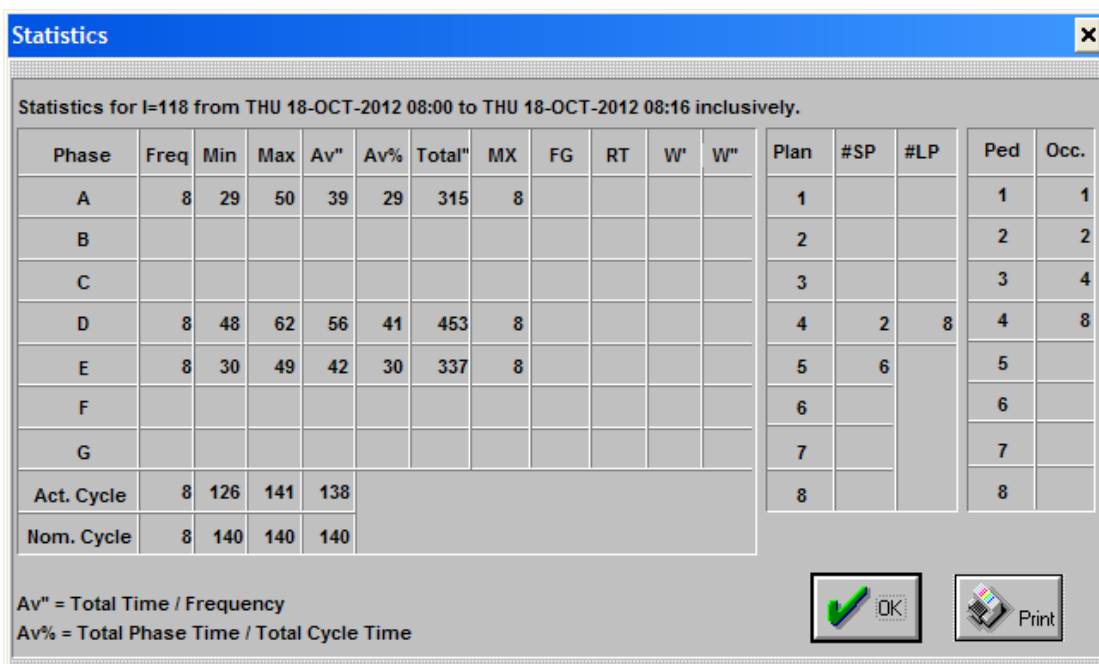 Statistics
Statistics for I=118 from THU 18-OCT-2012 08:00 to THU 18-OCT-2012 08:16 inclusively.
Phase Freq Min Max Av" Av% Total" MX FG RT W' W" Plan #SP #LP Ped Occ.
A 8 29 50 39 29 315 8 1 1 1
B 2 2 2
C 3 3 4
D 8 48 62 56 41 453 8 4 2 8 4 8
E 8 30 49 42 30 337 8 5 6 5
F 6 6
G 7 7
Act. Cycle 8 126 141 138 8 8
Nom. Cycle 8 140 140 140
Av" = Total Time / Frequency
Av% = Total Phase Time / Total Cycle Time
OK Print